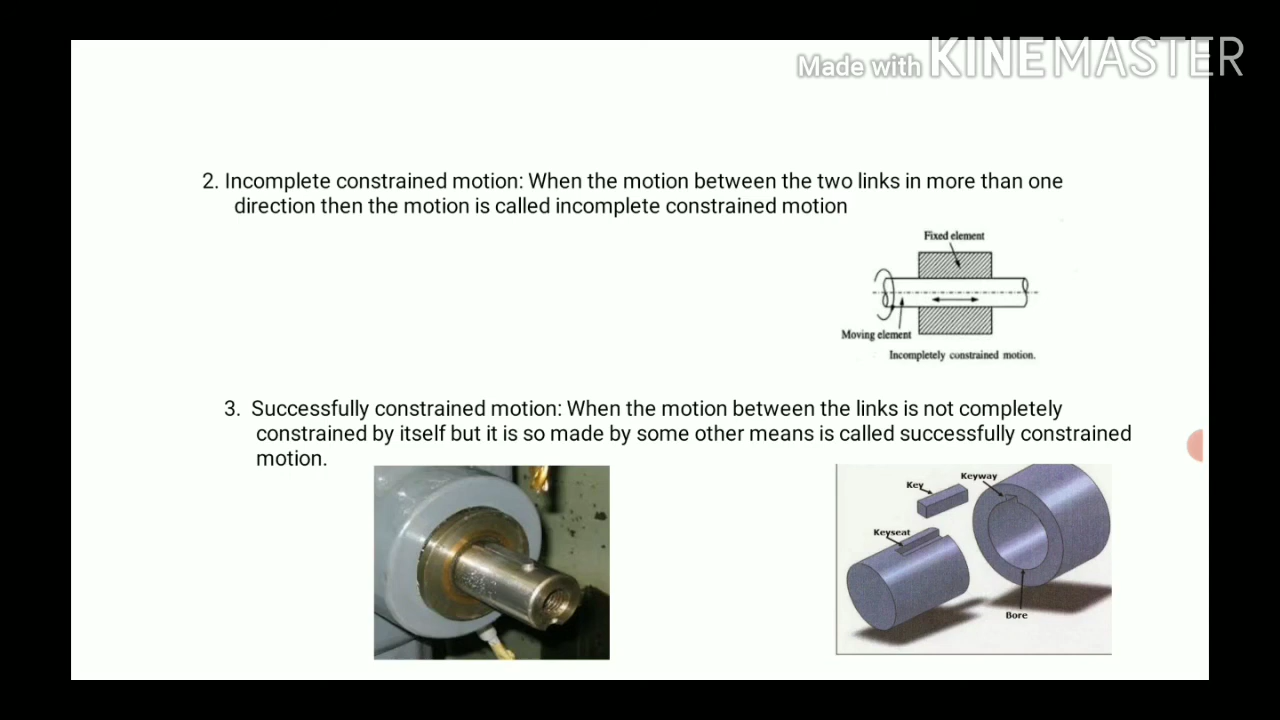 Made with KINEMASTER
2. Incomplete constrained motion: When the motion between the two links in more than one
direction then the motion is called incomplete constrained motion
Fixed element
Moving element
Incompletely constrained motion.
3. Successfully constrained motion: When the motion between the links is not completely
constrained by itself but it is so made by some other means is called successfully constrained
motion.
Keyway
Key
Keyseat
Bore